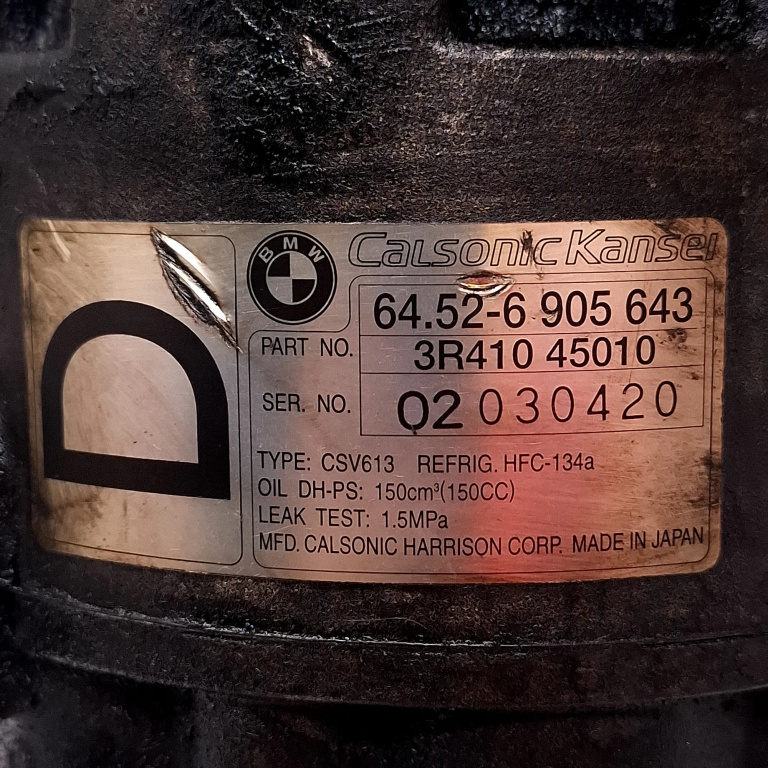 D
BMW
CALSONIC KANSEI
64.52-6 905 643
PART NO. 3R410 45010
SER. NO. 02 030420
TYPE: CSV613 REFRIG. HFC-134a
OIL DH-PS: 150cm³(150CC)
LEAK TEST: 1.5MPa
MFD. CALSONIC HARRISON CORP. MADE IN JAPAN